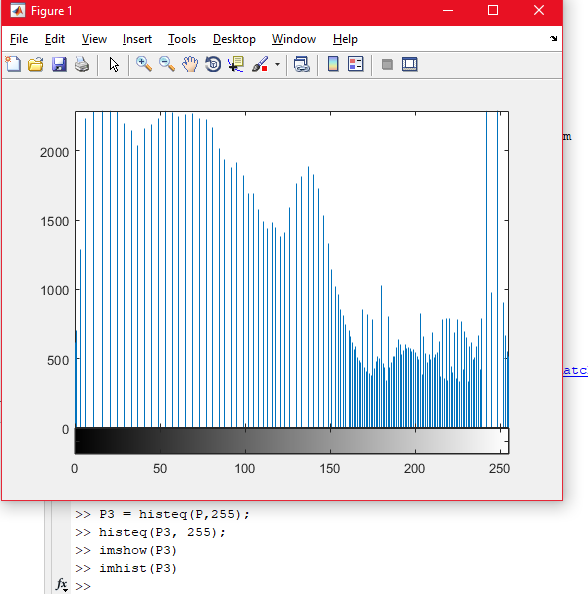 Figure 1
File Edit View Insert Tools Desktop Window Help
2000
1500
1000
500
0
0 50 100 150 200 250
m
atc
>> P3 = histeq(P,255);
>> histeq(P3, 255);
>> imshow(P3)
>> imhist(P3)
fx >>